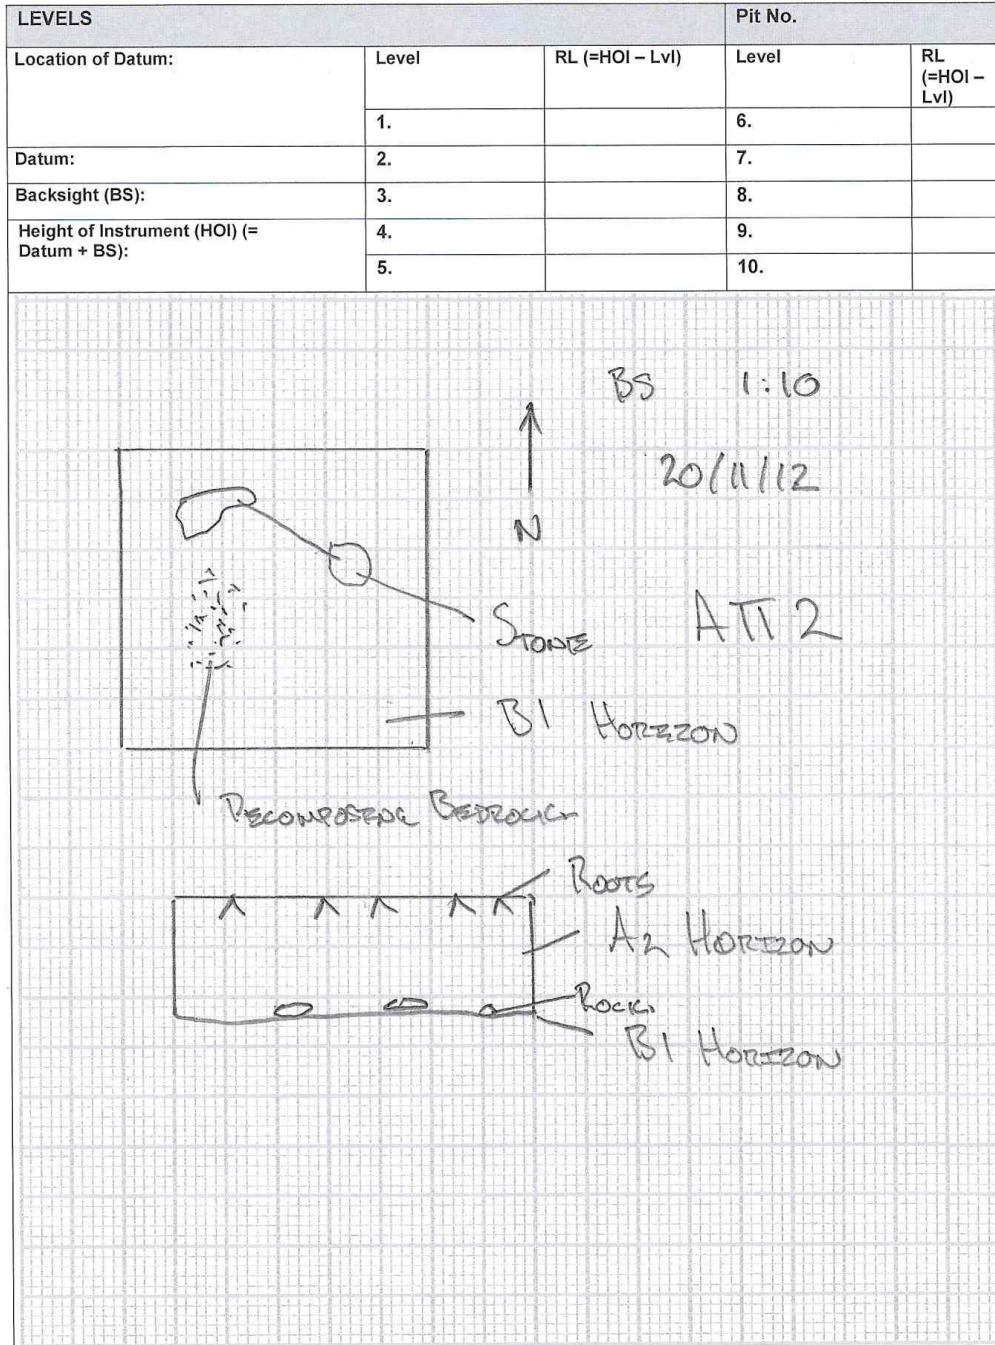 LEVELS Pit No.
Location of Datum: Level RL (=HOI – Lvl) Level RL (=HOI – Lvl)
1. 6.
Datum: 2. 7.
Backsight (BS): 3. 8.
Height of Instrument (HOI) (= Datum + BS): 4. 9.
5. 10.
BS 1:10
20/11/12
N
STONE
ATT 2
B1 HORIZON
DECOMPOSING BEDROCK
ROOTS
A2 HORIZON
ROCK
B1 HORIZON